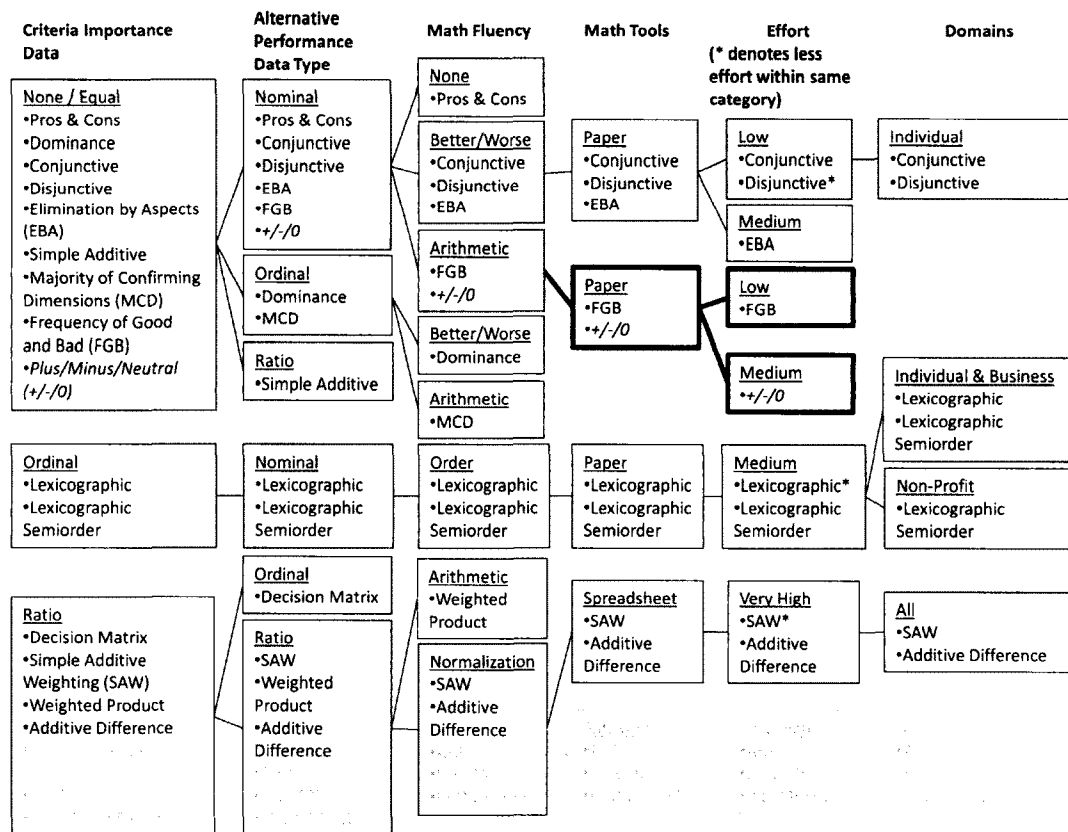 Criteria Importance
Data
None / Equal
•Pros & Cons
•Dominance
•Conjunctive
•Disjunctive
•Elimination by Aspects
(EBA)
•Simple Additive
•Majority of Confirming
Dimensions (MCD)
•Frequency of Good
and Bad (FGB)
•Plus/Minus/Neutral
(+/-/0)
Ordinal
•Lexicographic
•Lexicographic
Semiorder
Ratio
•Decision Matrix
•Simple Additive
Weighting (SAW)
•Weighted Product
•Additive Difference
Alternative
Performance
Data Type
Nominal
•Pros & Cons
•Conjunctive
•Disjunctive
•EBA
•FGB
•+/-/0
Ordinal
•Dominance
•MCD
Ratio
•Simple Additive
Nominal
•Lexicographic
•Lexicographic
Semiorder
Ordinal
•Decision Matrix
Ratio
•SAW
•Weighted
Product
•Additive
Difference
Math Fluency
None
•Pros & Cons
Better/Worse
•Conjunctive
•Disjunctive
•EBA
Arithmetic
•FGB
•+/-/0
Better/Worse
•Dominance
Arithmetic
•MCD
Order
•Lexicographic
•Lexicographic
Semiorder
Arithmetic
•Weighted
Product
Normalization
•SAW
•Additive
Difference
Math Tools
Paper
•Conjunctive
•Disjunctive
•EBA
Paper
•FGB
•+/-/0
Paper
•Lexicographic
•Lexicographic
Semiorder
Spreadsheet
•SAW
•Additive
Difference
Effort
(* denotes less
effort within same
category)
Low
•Conjunctive
•Disjunctive*
Medium
•EBA
Low
•FGB
Medium
•+/-/0
Medium
•Lexicographic*
•Lexicographic
Semiorder
Very High
•SAW*
•Additive
Difference
Domains
Individual
•Conjunctive
•Disjunctive
Individual & Business
•Lexicographic
•Lexicographic
Semiorder
Non-Profit
•Lexicographic
Semiorder
All
•SAW
•Additive Difference